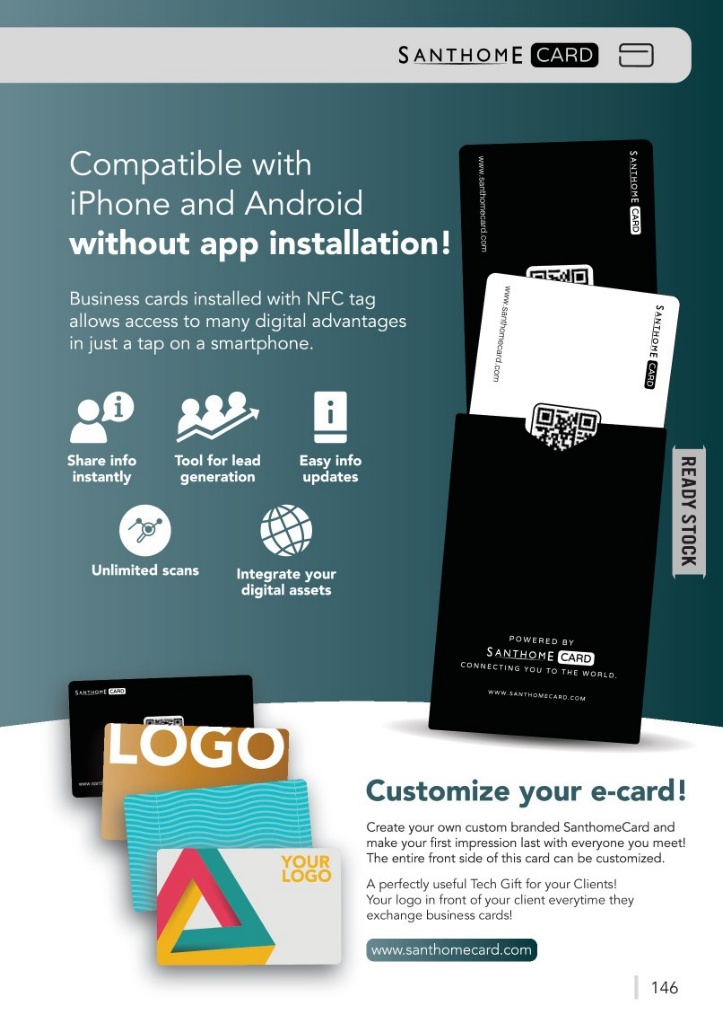 SANTHOME CARD
Compatible with
iPhone and Android
without app installation!
Business cards installed with NFC tag
allows access to many digital advantages
in just a tap on a smartphone.
Share info
instantly
Tool for lead
generation
Easy info
updates
Unlimited scans
Integrate your
digital assets
www.santhomecard.com
SANTHOME CARD
www.santhomecard.com
SANTHOME CARD
READY STOCK
POWERED BY
SANTHOME CARD
CONNECTING YOU TO THE WORLD.
WWW.SANTHOMECARD.COM
SANTHOME CARD
LOGO
YOUR
LOGO
Customize your e-card!
Create your own custom branded SanthomeCard and
make your first impression last with everyone you meet!
The entire front side of this card can be customized.
A perfectly useful Tech Gift for your Clients!
Your logo in front of your client everytime they
exchange business cards!
www.santhomecard.com
146